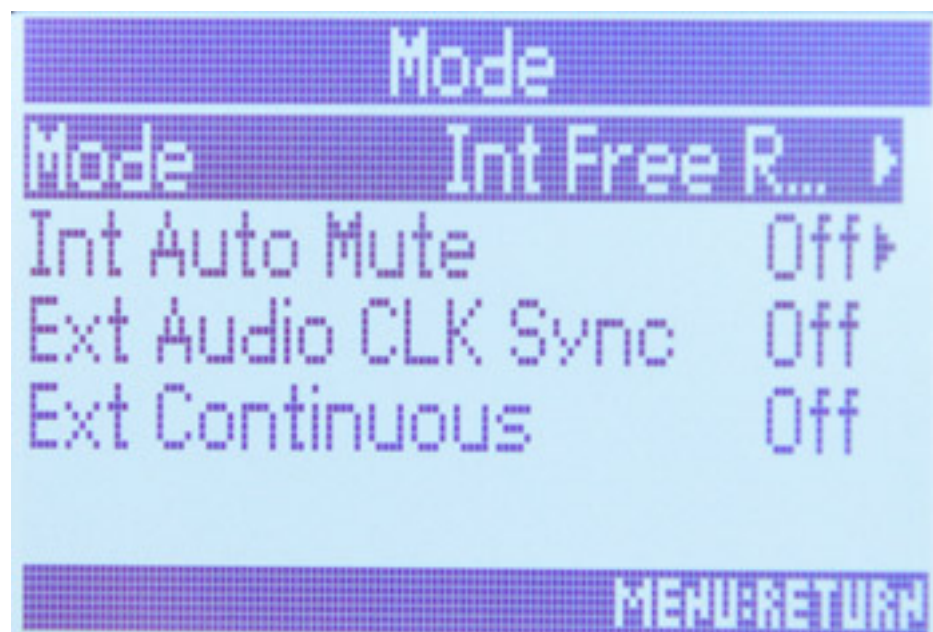 Mode
Mode Int Free R...
Int Auto Mute Off
Ext Audio CLK Sync Off
Ext Continuous Off
MENU:RETURN